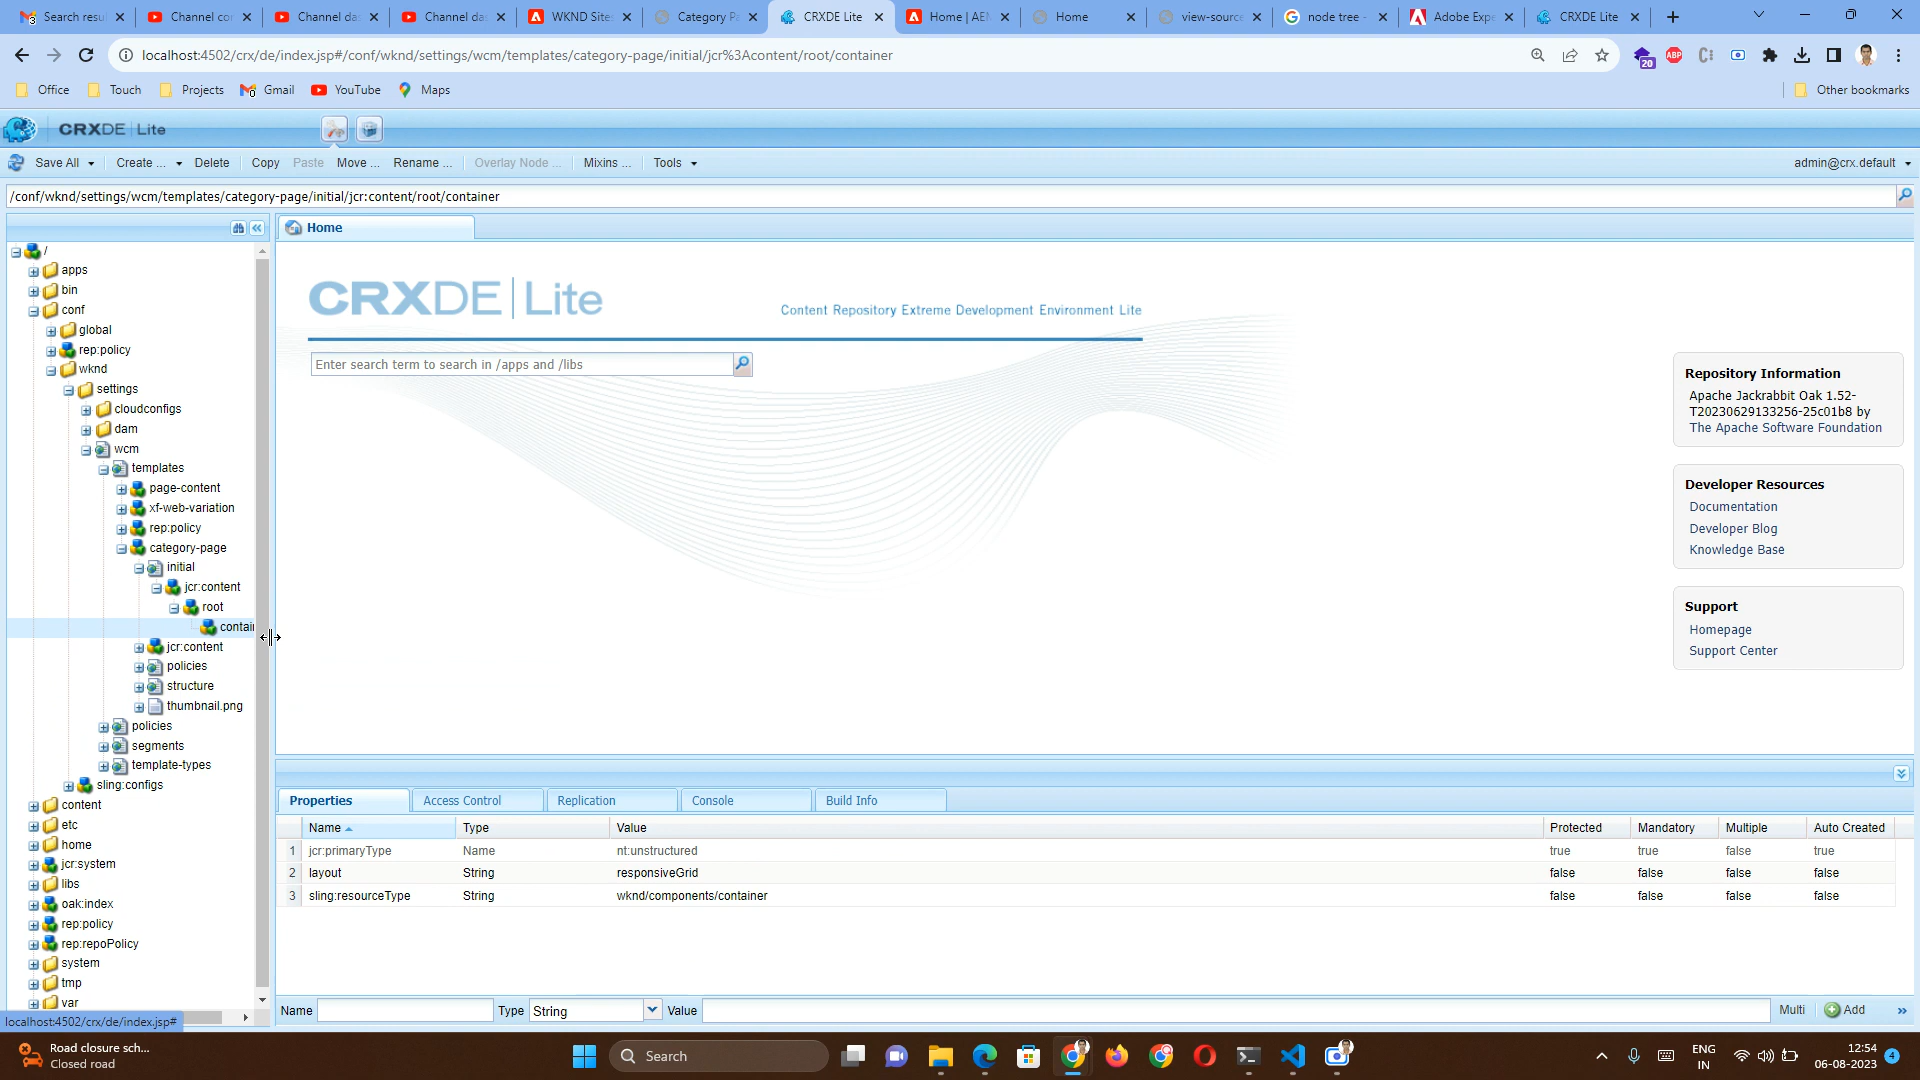 Search resu
Channel co
Channel da
Channel da
WKND Site
Category P
CRXDE Lite
Home | AE
Home
view-source
node tree -
Adobe Expe
CRXDE Lite
localhost:4502/crx/de/index.jsp#/conf/wknd/settings/wcm/templates/category-page/initial/jcr%3Acontent/root/container
20
ABP
Office
Touch
Projects
Gmail
YouTube
Maps
Other bookmarks
CRXDE | Lite
Save All
Create ...
Delete
Copy
Paste
Move ...
Rename ...
Overlay Node ...
Mixins ...
Tools
admin@crx.default
/conf/wknd/settings/wcm/templates/category-page/initial/jcr:content/root/container
Home
/
apps
bin
conf
global
rep:policy
wknd
settings
cloudconfigs
dam
wcm
templates
page-content
xf-web-variation
rep:policy
category-page
initial
jcr:content
root
contai
jcr:content
policies
structure
thumbnail.png
policies
segments
template-types
sling:configs
content
etc
home
jcr:system
libs
oak:index
rep:policy
rep:repoPolicy
system
tmp
var
localhost:4502/crx/de/index.jsp#
CRXDE | Lite
Content Repository Extreme Development Environment Lite
Enter search term to search in /apps and /libs
Repository Information
Apache Jackrabbit Oak 1.52-
T20230629133256-25c01b8 by
The Apache Software Foundation
Developer Resources
Documentation
Developer Blog
Knowledge Base
Support
Homepage
Support Center
Properties
Access Control
Replication
Console
Build Info
Name Type Value Protected Mandatory Multiple Auto Created
1 jcr:primaryType Name nt:unstructured true true false true
2 layout String responsiveGrid false false false false
3 sling:resourceType String wknd/components/container false false false false
Name
Type String
Value
Multi
Add
Road closure sch...
Closed road
Search
ENG
IN
12:54
06-08-2023
4